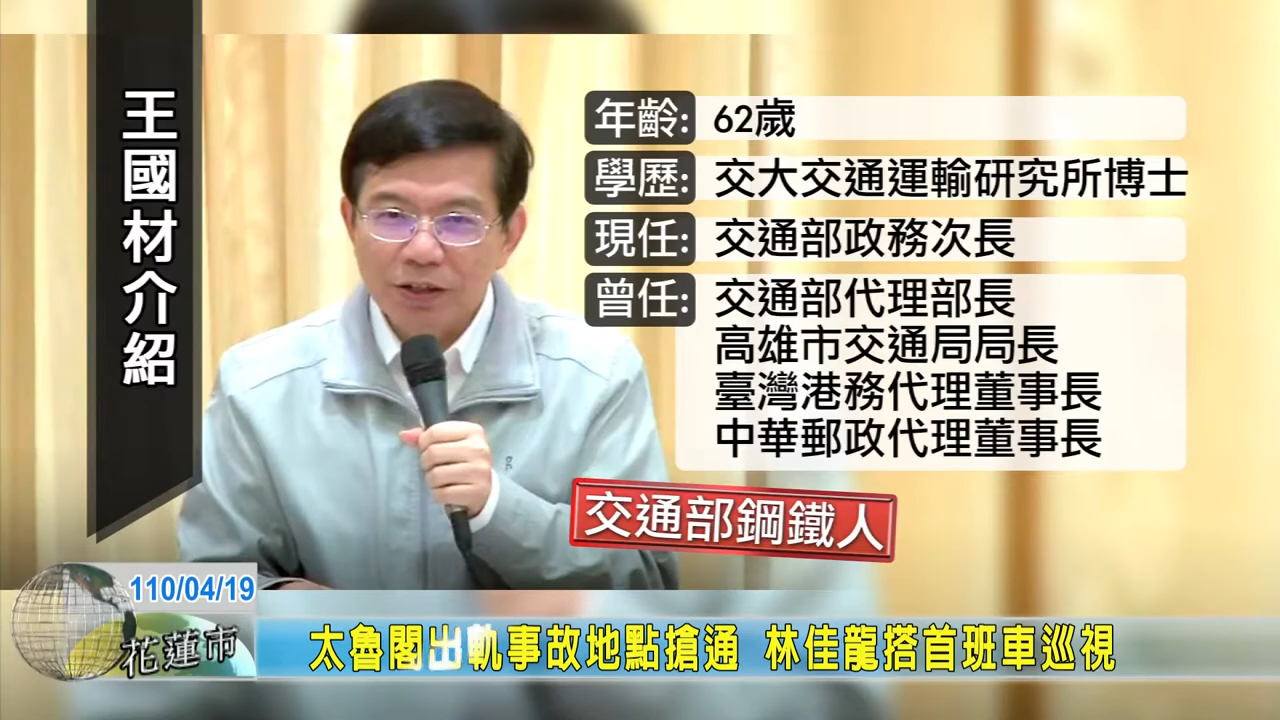 王國材介紹
年齡: 62歲
學歷: 交大交通運輸研究所博士
現任: 交通部政務次長
曾任: 交通部代理部長
高雄市交通局局長
臺灣港務代理董事長
中華郵政代理董事長
交通部鋼鐵人
110/04/19
花蓮市
太魯閣出軌事故地點搶通 林佳龍搭首班車巡視